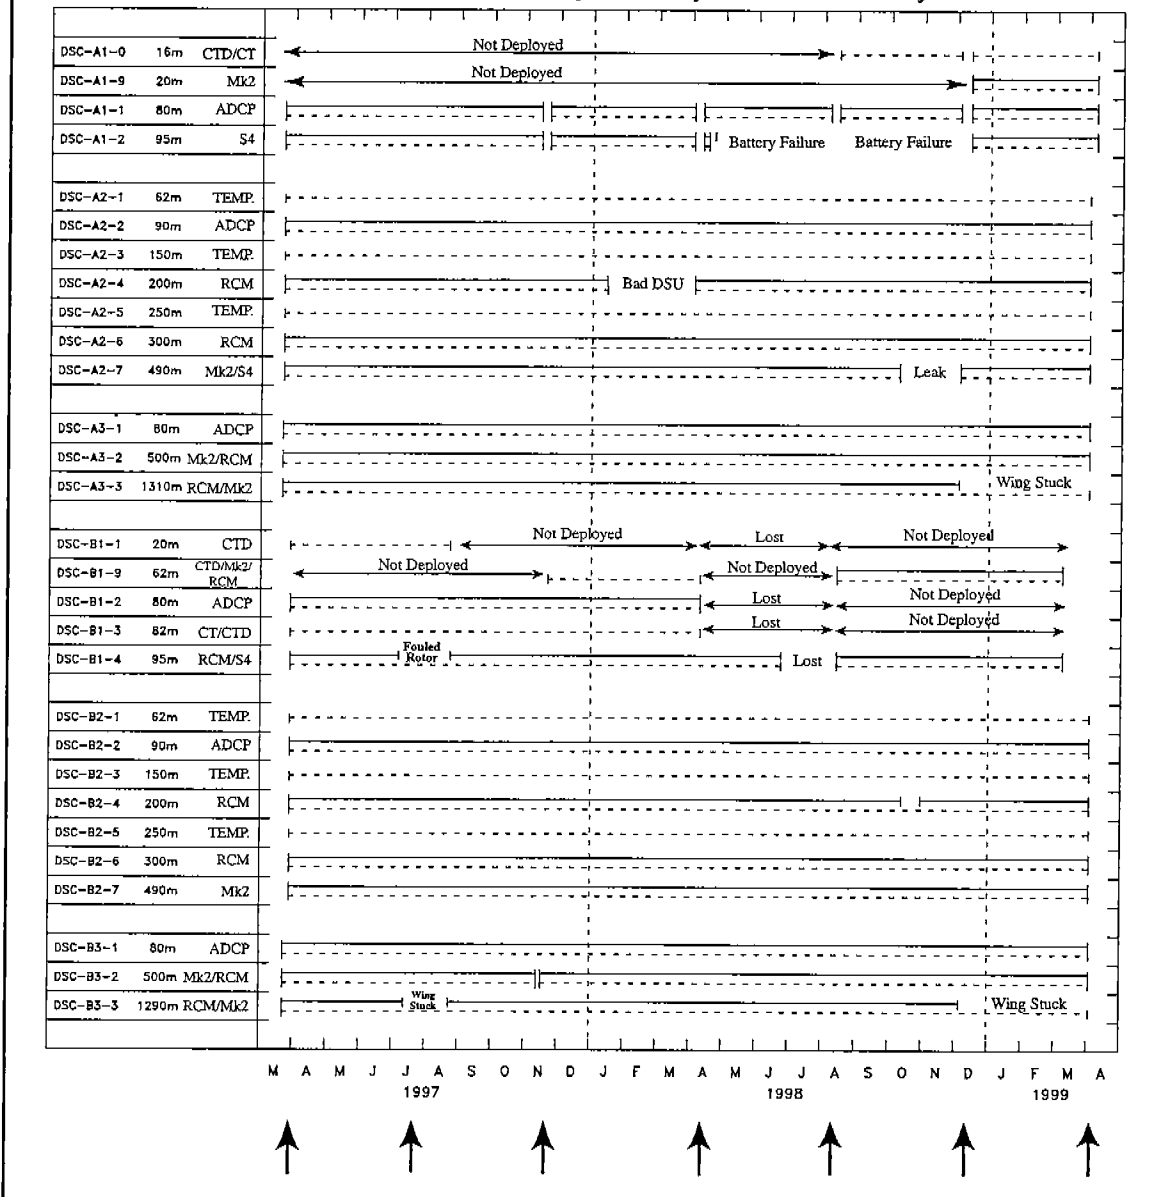 DSC-A1-0 16m CTD/CT Not Deployed
DSC-A1-9 20m Mk2 Not Deployed
DSC-A1-1 80m ADCP
DSC-A1-2 95m S4 Battery Failure Battery Failure
DSC-A2-1 62m TEMP.
DSC-A2-2 90m ADCP
DSC-A2-3 150m TEMP.
DSC-A2-4 200m RCM Bad DSU
DSC-A2-5 250m TEMP.
DSC-A2-6 300m RCM
DSC-A2-7 490m Mk2/S4 Leak
DSC-A3-1 80m ADCP
DSC-A3-2 500m Mk2/RCM
DSC-A3-3 1310m RCM/Mk2 Wing Stuck
DSC-B1-1 20m CTD Not Deployed Lost Not Deployed
DSC-B1-9 62m CTD/Mk2/ RCM Not Deployed Not Deployed
DSC-B1-2 80m ADCP Lost Not Deployed
DSC-B1-3 82m CT/CTD Lost Not Deployed
DSC-B1-4 95m RCM/S4 Fouled Rotor Lost
DSC-B2-1 62m TEMP.
DSC-B2-2 90m ADCP
DSC-B2-3 150m TEMP.
DSC-B2-4 200m RCM
DSC-B2-5 250m TEMP.
DSC-B2-6 300m RCM
DSC-B2-7 490m Mk2
DSC-B3-1 80m ADCP
DSC-B3-2 500m Mk2/RCM
DSC-B3-3 1290m RCM/Mk2 Wing Stuck Wing Stuck
M A M J J A S O N D J F M A M J J A S O N D J F M A
1997 1998 1999